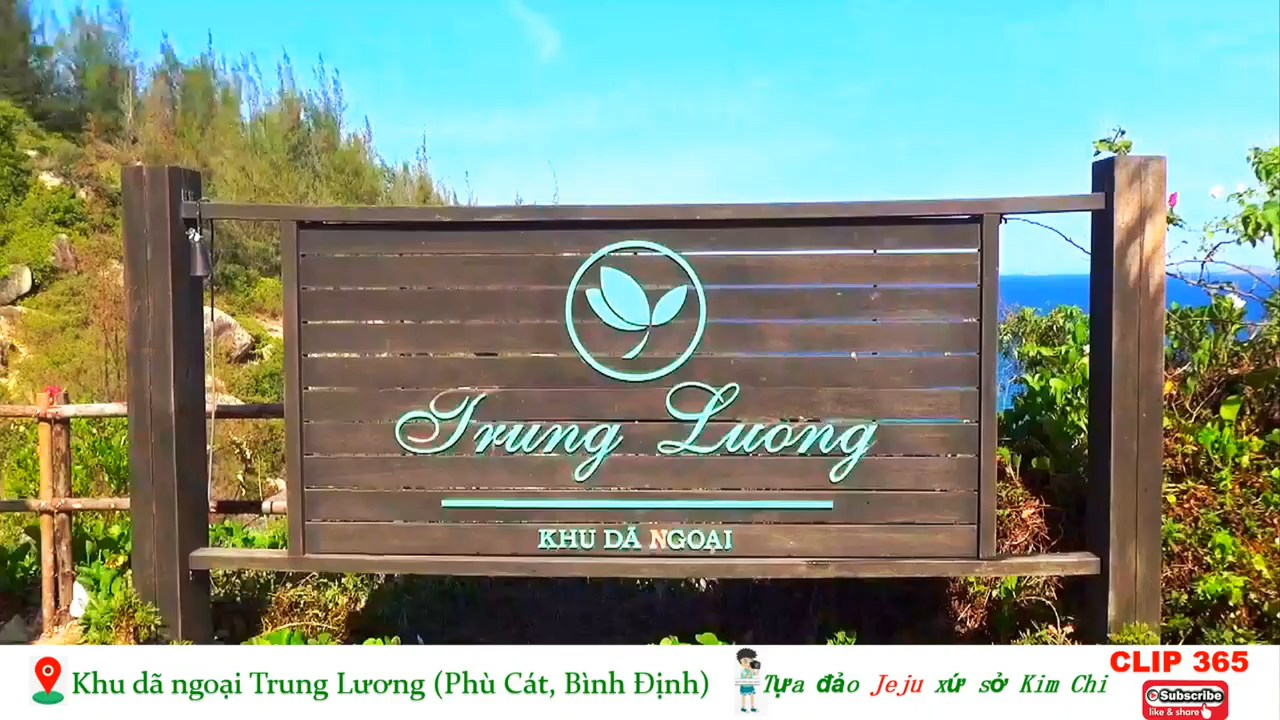 Trung Lương
KHU DÃ NGOẠI
Khu dã ngoại Trung Lương (Phù Cát, Bình Định)
Tựa đảo Jeju xứ sở Kim Chi
CLIP 365
Subscribe
like & share